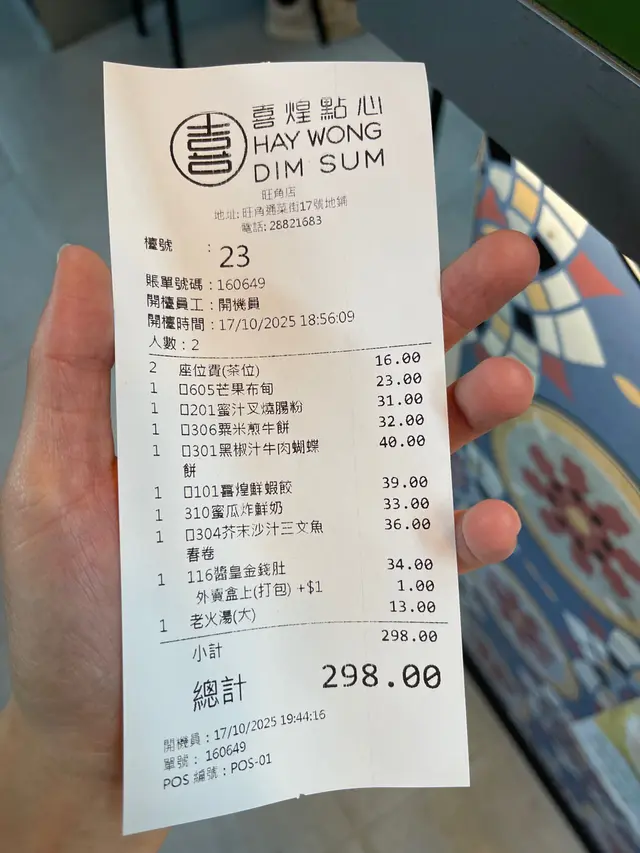 喜
喜煌點心
HAY WONG
DIM SUM
旺角店
地址: 旺角通菜街17號地鋪
電話: 28821683
檯號 : 23
賬單號碼 : 160649
開檯員工 : 開機員
開檯時間 : 17/10/2025 18:56:09
人數 : 2
2 座位費(茶位) 16.00
1 口605芒果布甸 23.00
1 口201蜜汁叉燒腸粉 31.00
1 口306粟米煎牛餅 32.00
1 口301黑椒汁牛肉蝴蝶 40.00
餅
1 口101喜煌鮮蝦餃 39.00
1 310蜜瓜炸鮮奶 33.00
1 口304芥末沙汁三文魚 36.00
春卷
1 116醬皇金錢肚 34.00
外賣盒上(打包) +$1 1.00
1 老火湯(大) 13.00
小計 298.00
總計 298.00
開機員 : 17/10/2025 19:44:16
單號 : 160649
POS 編號 : POS-01